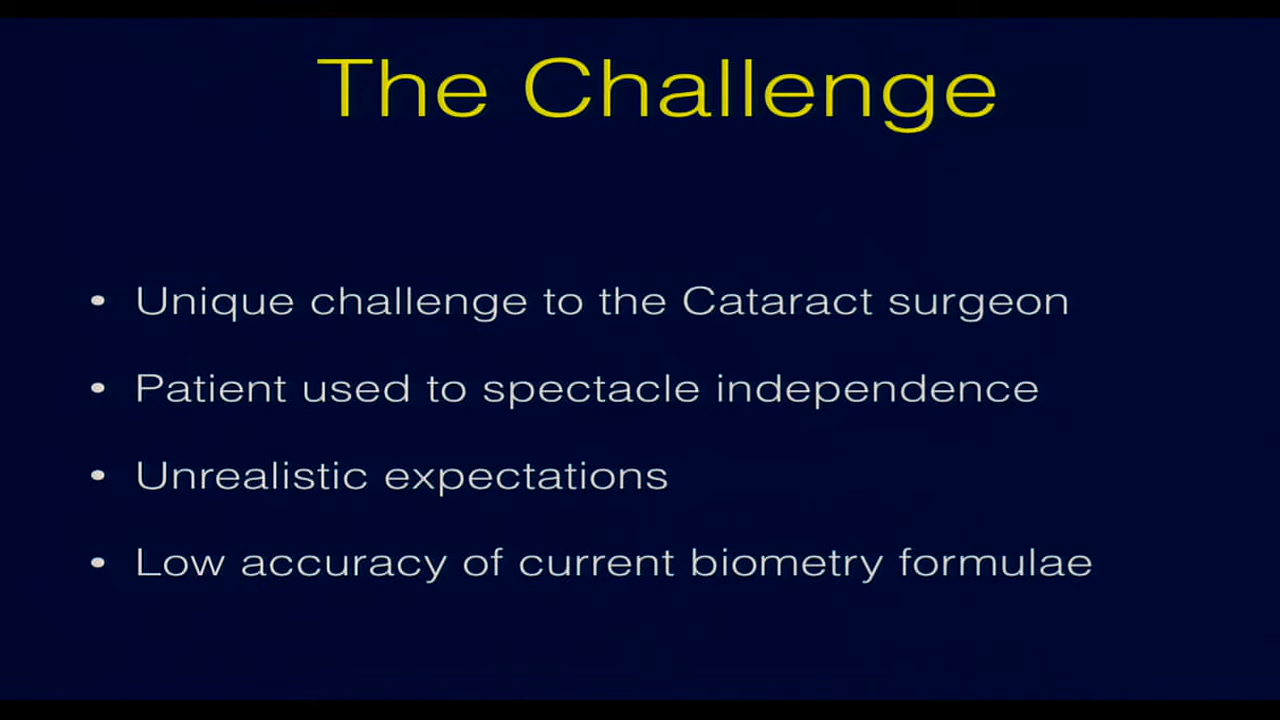 The Challenge
• Unique challenge to the Cataract surgeon
• Patient used to spectacle independence
• Unrealistic expectations
• Low accuracy of current biometry formulae